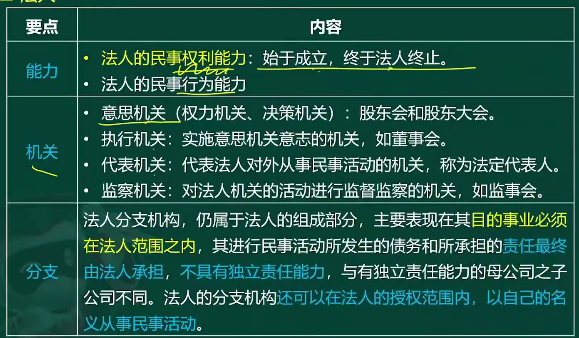 要点
内容
能力
• 法人的民事权利能力：始于成立，终于法人终止。
• 法人的民事行为能力
机关
• 意思机关（权力机关、决策机关）：股东会和股东大会。
• 执行机关：实施意思机关意志的机关，如董事会。
• 代表机关：代表法人对外从事民事活动的机关，称为法定代表人。
• 监察机关：对法人机关的活动进行监督监察的机关，如监事会。
分支
法人分支机构，仍属于法人的组成部分，主要表现在其目的事业必须
在法人范围之内，其进行民事活动所发生的债务和所承担的责任最终
由法人承担，不具有独立责任能力，与有独立责任能力的母公司之子
公司不同。法人的分支机构还可以在法人的授权范围内，以自己的名
义从事民事活动。